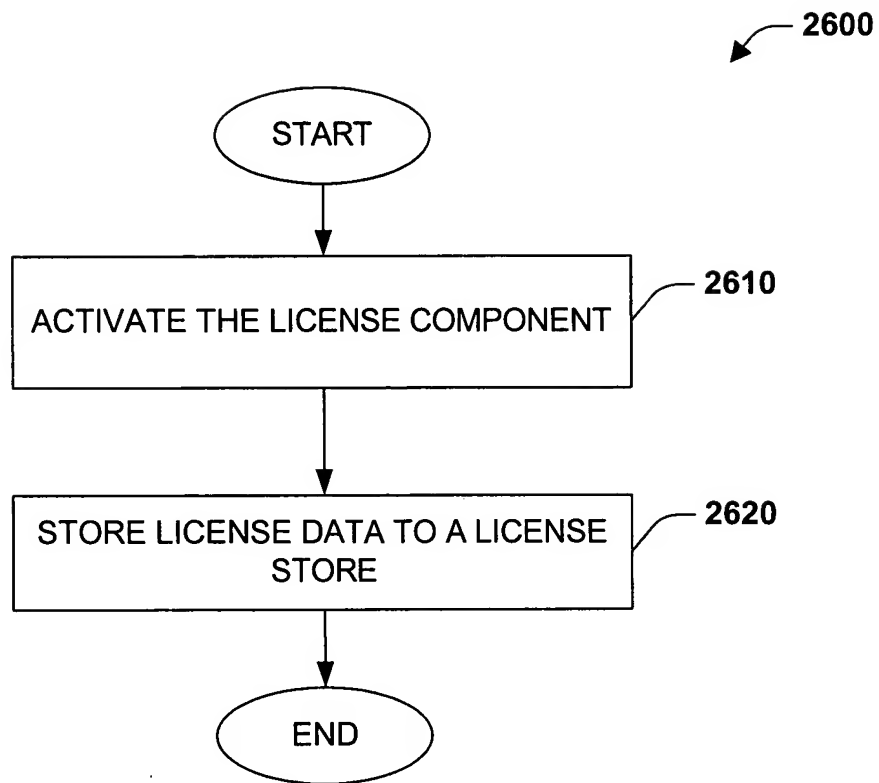 2600
START
ACTIVATE THE LICENSE COMPONENT
2610
STORE LICENSE DATA TO A LICENSE
STORE
2620
END